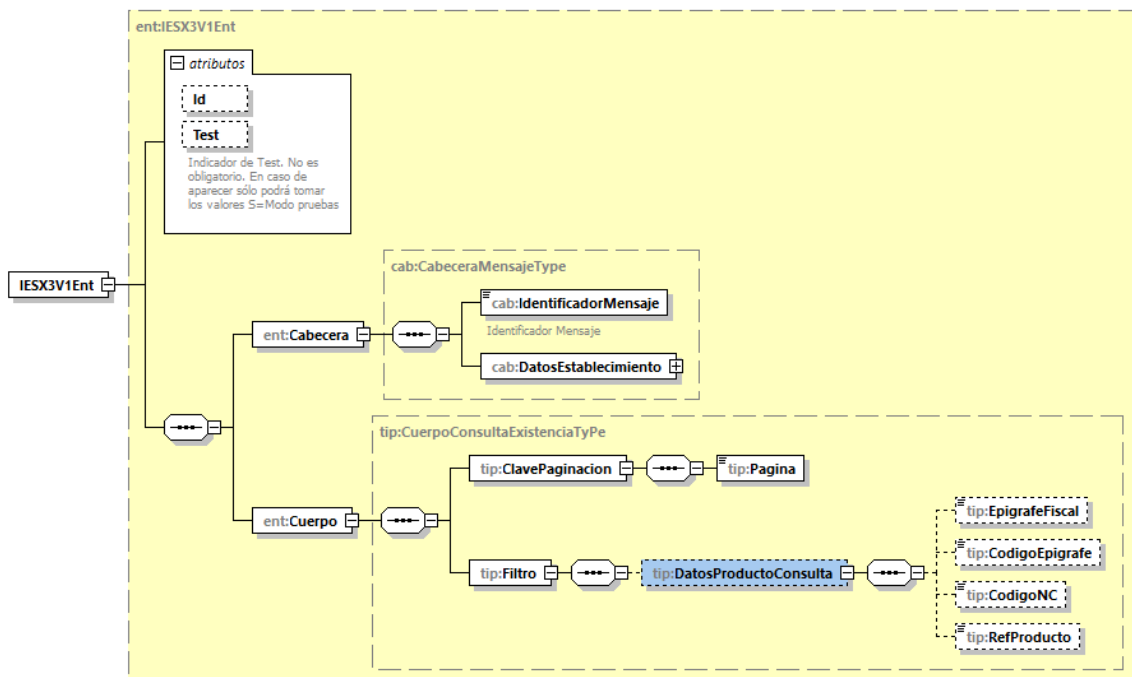 ent:IESX3V1Ent
atributos
Id
Test
Indicador de Test. No es
obligatorio. En caso de
aparecer sólo podrá tomar
los valores S=Modo pruebas
IESX3V1Ent
cab:CabeceraMensajeType
cab:IdentificadorMensaje
Identificador Mensaje
ent:Cabecera
cab:DatosEstablecimiento
tip:CuerpoConsultaExistenciaTyPe
tip:ClavePaginacion
tip:Pagina
ent:Cuerpo
tip:EpigrafeFiscal
tip:CodigoEpigrafe
tip:Filtro
tip:DatosProductoConsulta
tip:CodigoNC
tip:RefProducto